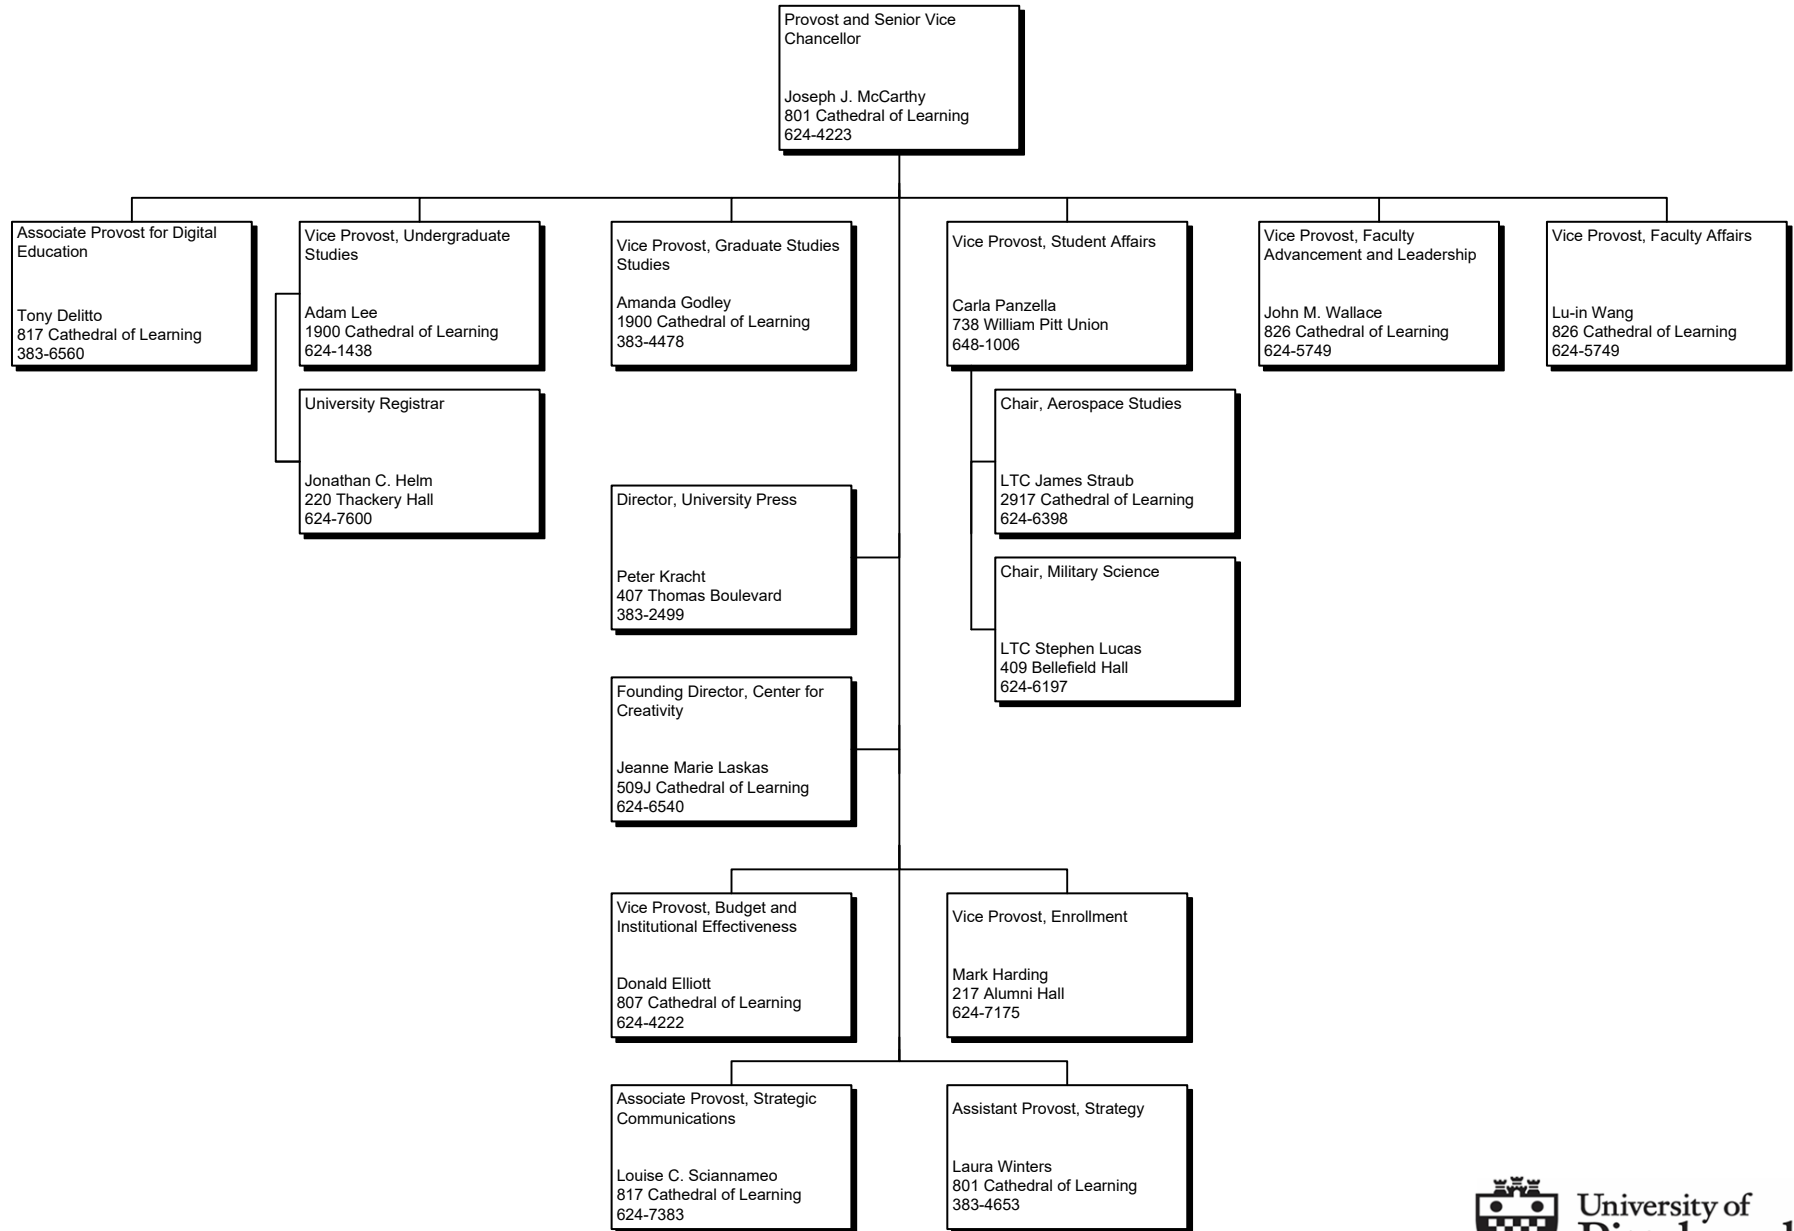 Provost and Senior Vice
Chancellor
Joseph J. McCarthy
801 Cathedral of Learning
624-4223
Associate Provost for Digital
Education
Tony Delitto
817 Cathedral of Learning
383-6560
Vice Provost, Undergraduate
Studies
Adam Lee
1900 Cathedral of Learning
624-1438
Vice Provost, Graduate Studies
Studies
Amanda Godley
1900 Cathedral of Learning
383-4478
Vice Provost, Student Affairs
Carla Panzella
738 William Pitt Union
648-1006
Vice Provost, Faculty
Advancement and Leadership
John M. Wallace
826 Cathedral of Learning
624-5749
Vice Provost, Faculty Affairs
Lu-in Wang
826 Cathedral of Learning
624-5749
University Registrar
Jonathan C. Helm
220 Thackery Hall
624-7600
Chair, Aerospace Studies
LTC James Straub
2917 Cathedral of Learning
624-6398
Director, University Press
Peter Kracht
407 Thomas Boulevard
383-2499
Chair, Military Science
LTC Stephen Lucas
409 Bellefield Hall
624-6197
Founding Director, Center for
Creativity
Jeanne Marie Laskas
509J Cathedral of Learning
624-6540
Vice Provost, Budget and
Institutional Effectiveness
Donald Elliott
807 Cathedral of Learning
624-4222
Vice Provost, Enrollment
Mark Harding
217 Alumni Hall
624-7175
Associate Provost, Strategic
Communications
Louise C. Sciannameo
817 Cathedral of Learning
624-7383
Assistant Provost, Strategy
Laura Winters
801 Cathedral of Learning
383-4653
University of